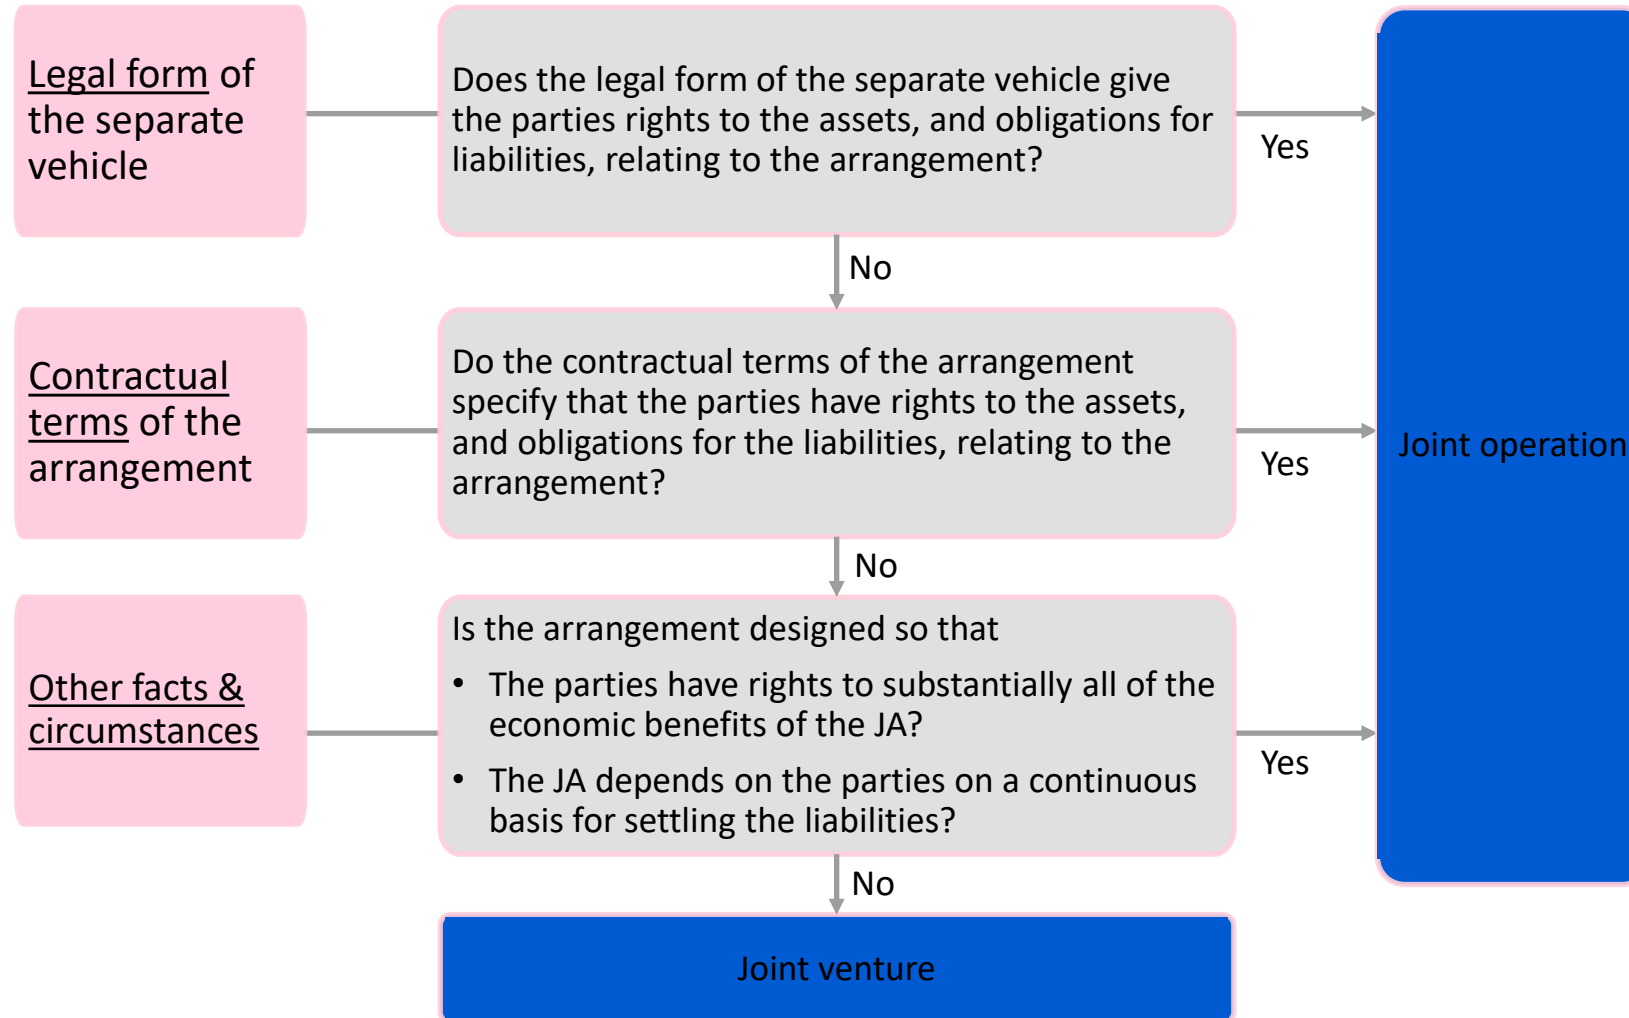 Legal form of
the separate
vehicle
Does the legal form of the separate vehicle give
the parties rights to the assets, and obligations for
liabilities, relating to the arrangement?
Yes
No
Contractual
terms of the
arrangement
Do the contractual terms of the arrangement
specify that the parties have rights to the assets,
and obligations for the liabilities, relating to the
arrangement?
Yes
Joint operation
No
Other facts &
circumstances
Is the arrangement designed so that
• The parties have rights to substantially all of the
economic benefits of the JA?
• The JA depends on the parties on a continuous
basis for settling the liabilities?
Yes
No
Joint venture